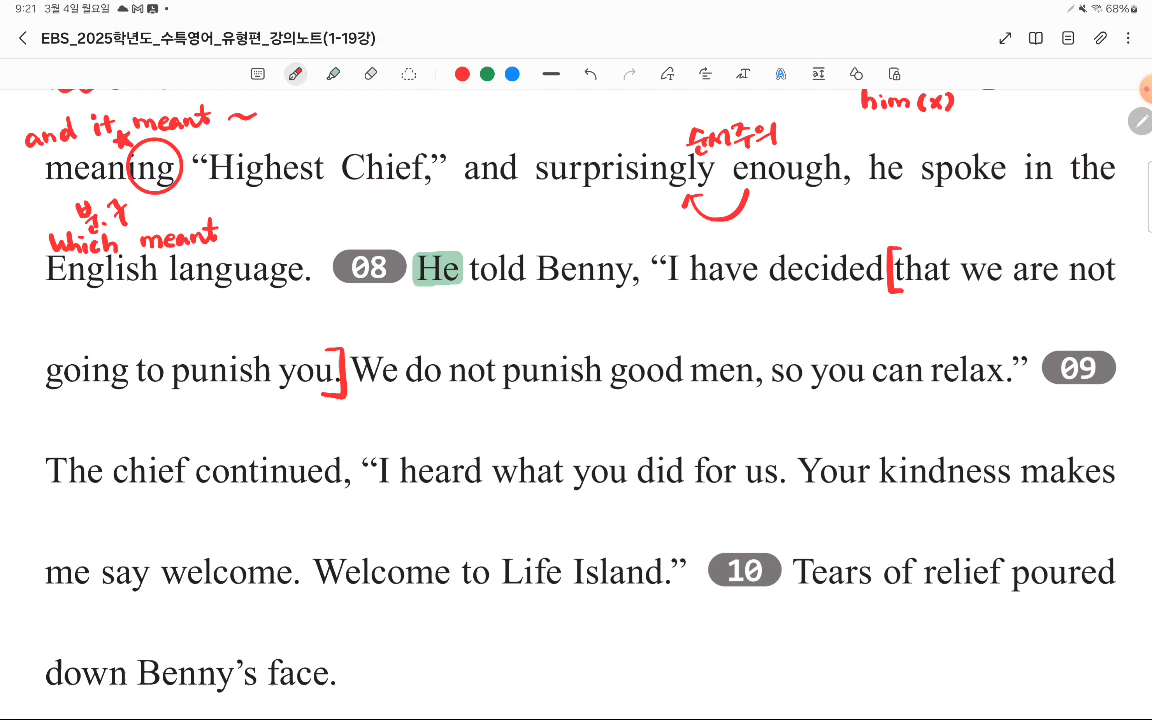 9:21 3월 4일 월요일
68%
EBS_2025학년도_수특영어_유형편_강의노트(1-19강)
him(x)
and it meant ~
순서주의
meaning “Highest Chief,” and surprisingly enough, he spoke in the
분.구
which meant
English language. 08 He told Benny, “I have decided that we are not
going to punish you. We do not punish good men, so you can relax.” 09
The chief continued, “I heard what you did for us. Your kindness makes
me say welcome. Welcome to Life Island.” 10 Tears of relief poured
down Benny’s face.